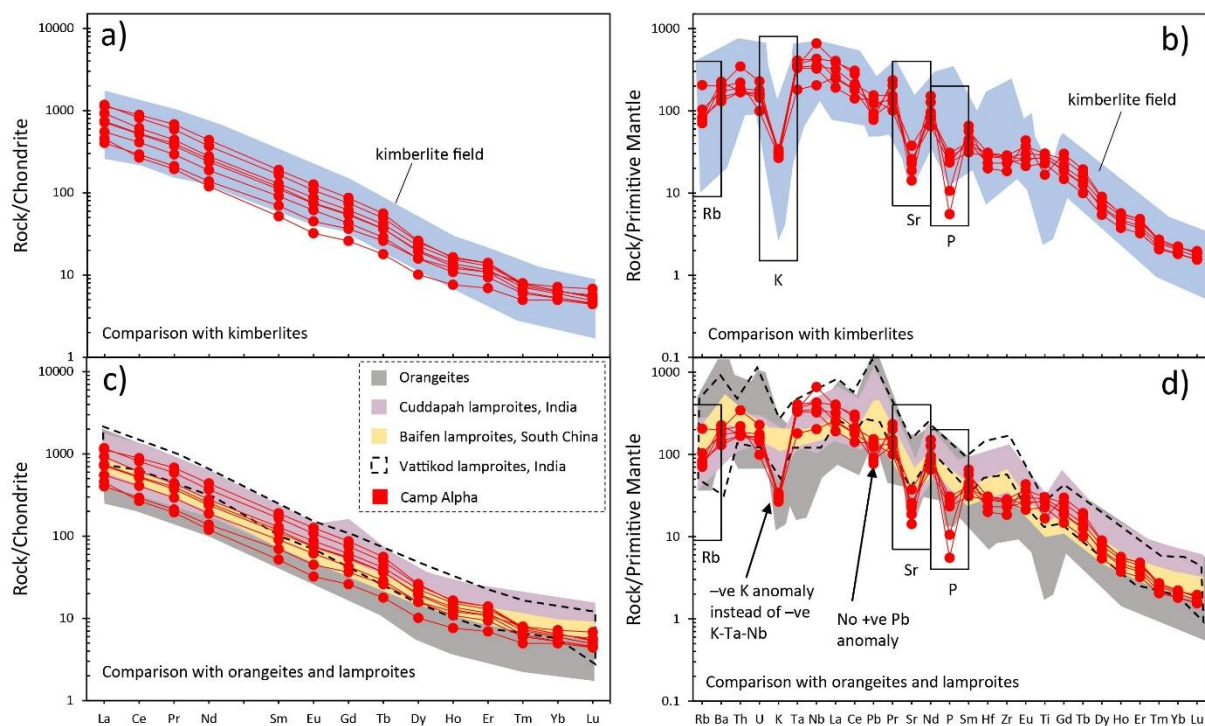 a)
10000
1000
100
10
1
Rock/Chondrite
kimberlite field
Comparison with kimberlites
b)
1000
100
10
1
0.1
Rock/Primitive Mantle
kimberlite field
Rb
K
Sr
P
Comparison with kimberlites
c)
10000
1000
100
10
1
Rock/Chondrite
Orangeites
Cuddapah lamproites, India
Baifen lamproites, South China
Vattikod lamproites, India
Camp Alpha
Comparison with orangeites and lamproites
La Ce Pr Nd Sm Eu Gd Tb Dy Ho Er Tm Yb Lu
d)
1000
100
10
1
0.1
Rock/Primitive Mantle
Rb
Sr
P
–ve K anomaly
instead of –ve
K-Ta-Nb
No +ve Pb
anomaly
Comparison with orangeites and lamproites
Rb Ba Th U K Ta Nb La Ce Pb Pr Sr Nd P Sm Hf Zr Eu Ti Gd Tb Dy Ho Er Tm Yb Lu